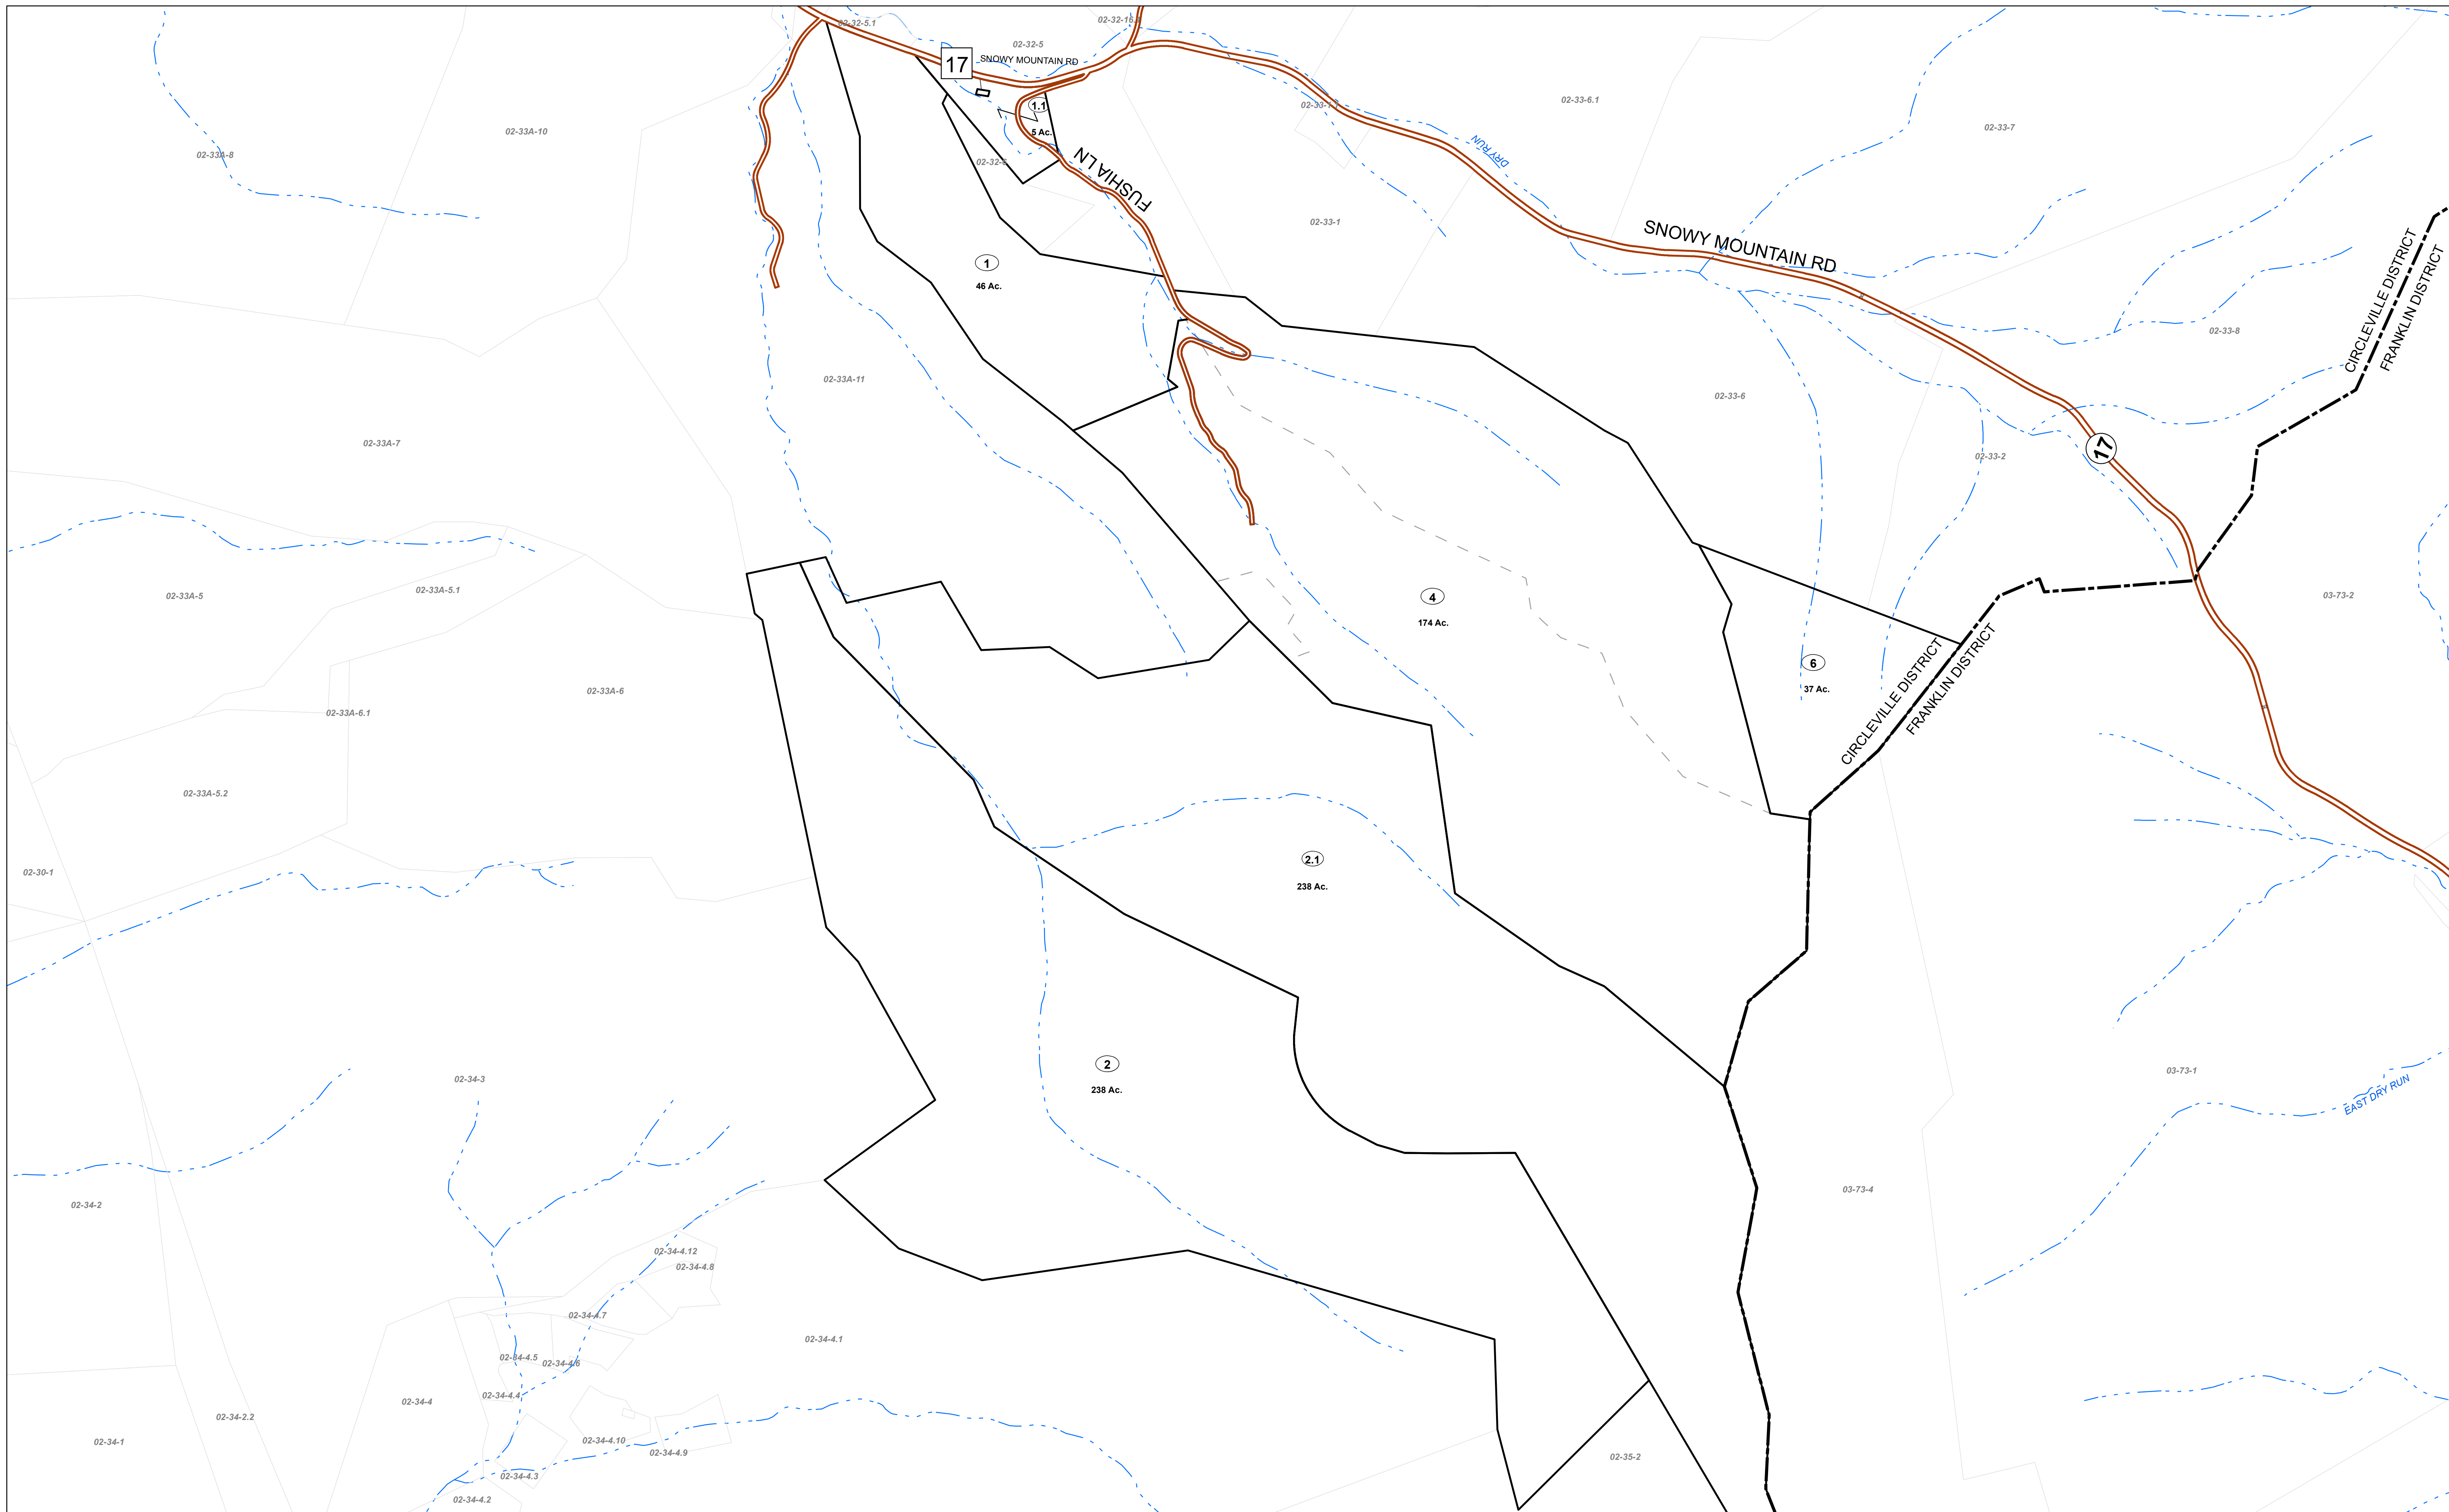 02-32-5.1
02-32-5
17
SNOWY MOUNTAIN RD
1.1
5 Ac.
02-33-6.1
02-33A-10
02-33-7
02-33A-8
DRY RUN
FUSHIA LN
02-33-1
SNOWY MOUNTAIN RD
1
46 Ac.
CIRCLEVILLE DISTRICT
FRANKLIN DISTRICT
02-33-8
02-33A-11
02-33-6
02-33A-7
17
02-33-2
02-33A-5
02-33A-5.1
4
174 Ac.
03-73-2
6
37 Ac.
CIRCLEVILLE DISTRICT
FRANKLIN DISTRICT
02-33A-6
02-33A-6.1
02-33A-5.2
2.1
238 Ac.
02-30-1
2
238 Ac.
02-34-3
03-73-1
EAST DRY RUN
03-73-4
02-34-2
02-34-4.12
02-34-4.8
02-34-4.7
02-34-4.1
02-34-4.5
02-34-4.6
02-34-4.4
02-34-4
02-34-2.2
02-34-1
02-34-4.10
02-34-4.9
02-35-2
02-34-4.3
02-34-4.2